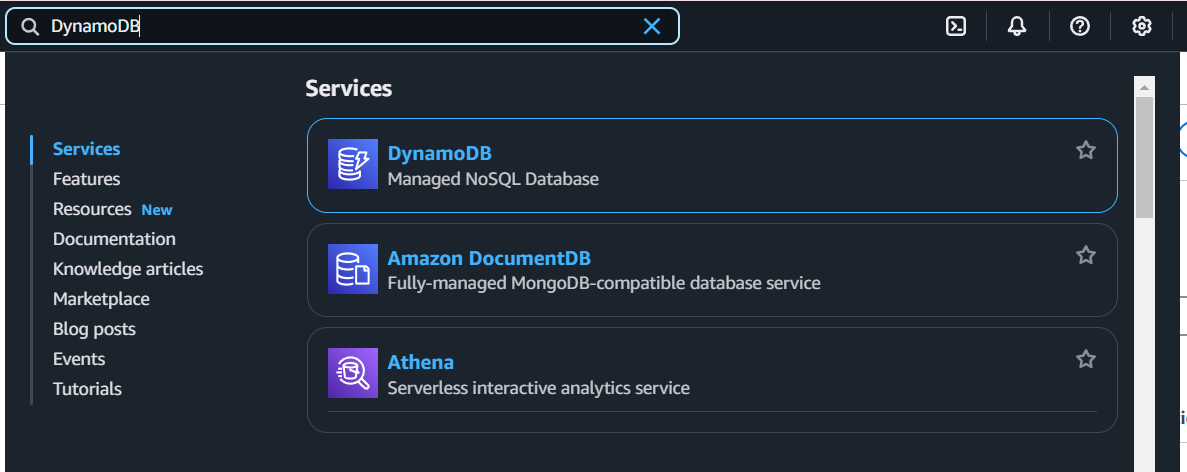 DynamoDB
Services
Services
Features
Resources New
Documentation
Knowledge articles
Marketplace
Blog posts
Events
Tutorials
DynamoDB
Managed NoSQL Database
Amazon DocumentDB
Fully-managed MongoDB-compatible database service
Athena
Serverless interactive analytics service